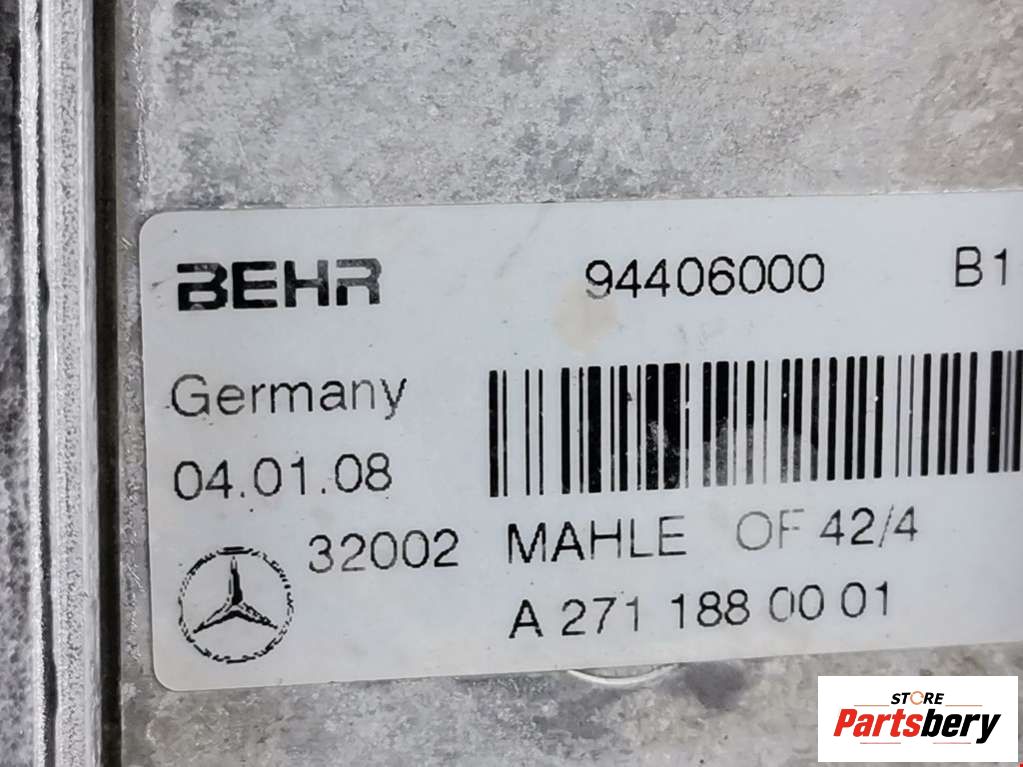 BEHR 94406000 B1
Germany
04.01.08
32002 MAHLE OF 42/4
A 271 188 00 01
STORE
Partsbery